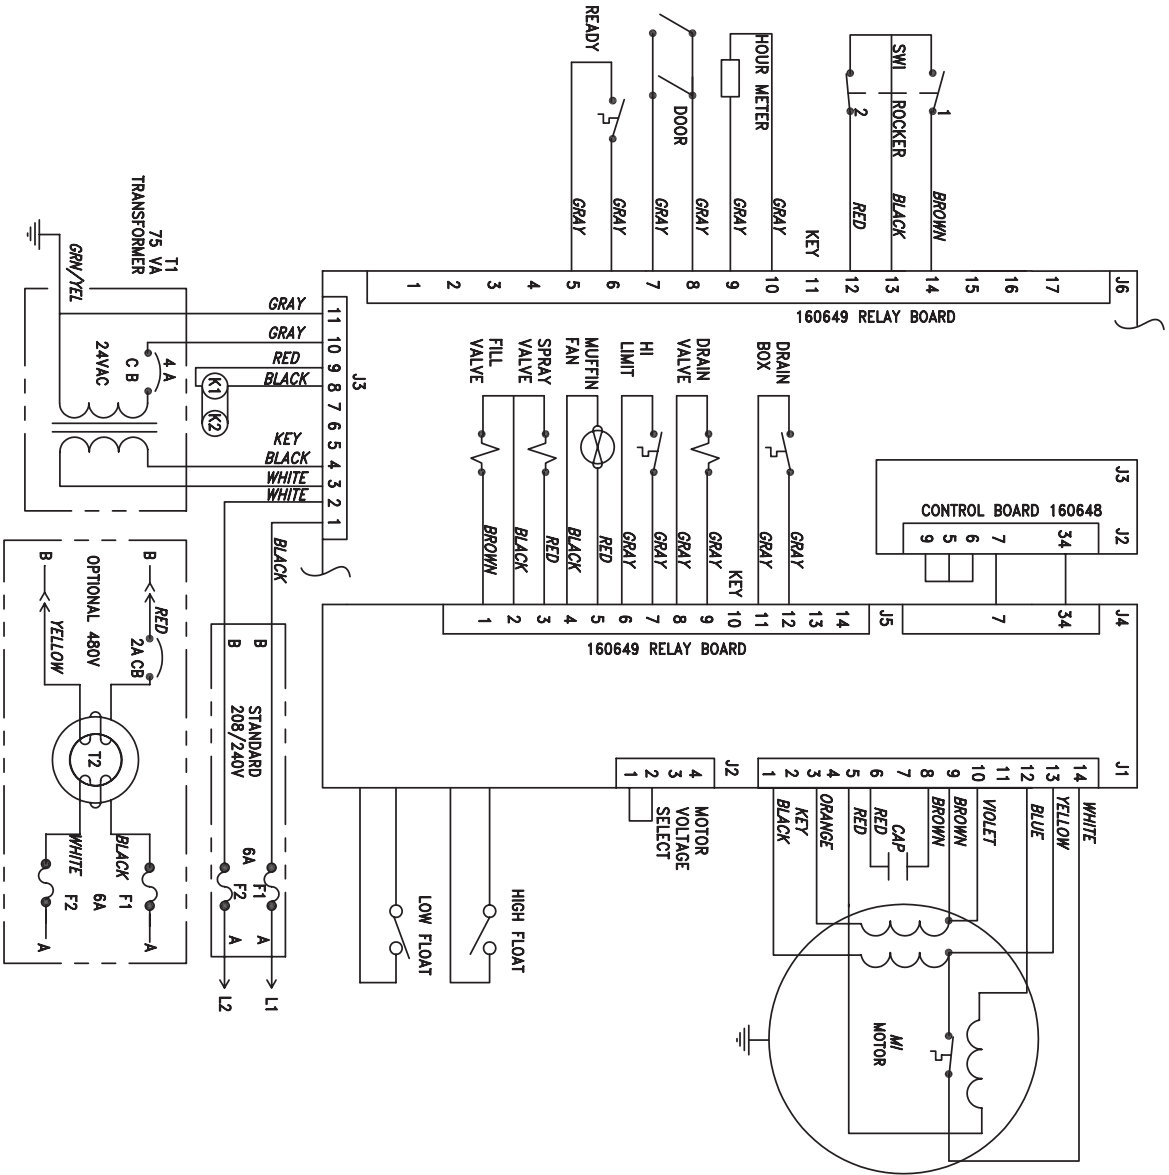 READY
DOOR
HOUR METER
SW1
ROCKER
1
2
GRAY
GRAY
GRAY
GRAY
GRAY
GRAY
KEY
RED
BLACK
BROWN
1
2
3
4
5
6
7
8
9
10
11
12
13
14
15
16
17
J6
160649 RELAY BOARD
T1
75 VA
TRANSFORMER
GRN/YEL
4 A
C B
24VAC
K1
K2
GRAY
GRAY
RED
BLACK
KEY
BLACK
WHITE
WHITE
BLACK
11
10
9
8
7
6
5
4
3
2
1
J3
FILL
VALVE
SPRAY
VALVE
MUFFIN
FAN
HI
LIMIT
DRAIN
VALVE
DRAIN
BOX
BROWN
BLACK
RED
BLACK
RED
GRAY
GRAY
GRAY
GRAY
KEY
GRAY
GRAY
1
2
3
4
5
6
7
8
9
10
11
12
13
14
J5
160649 RELAY BOARD
J3
CONTROL BOARD 160648
J2
9
5
6
7
34
7
34
J4
OPTIONAL 480V
B
B
RED
YELLOW
2A CB
T2
WHITE
BLACK
F1
6A
F2
A
A
B
B
STANDARD
208/240V
6A
F1
F2
A
A
L1
L2
LOW FLOAT
HIGH FLOAT
1
2
3
4
J2
MOTOR
VOLTAGE
SELECT
1
2
3
4
5
6
7
8
9
10
11
12
13
14
J1
BLACK
KEY
ORANGE
RED
RED
CAP
BROWN
BROWN
VIOLET
BLUE
YELLOW
WHITE
M1
MOTOR